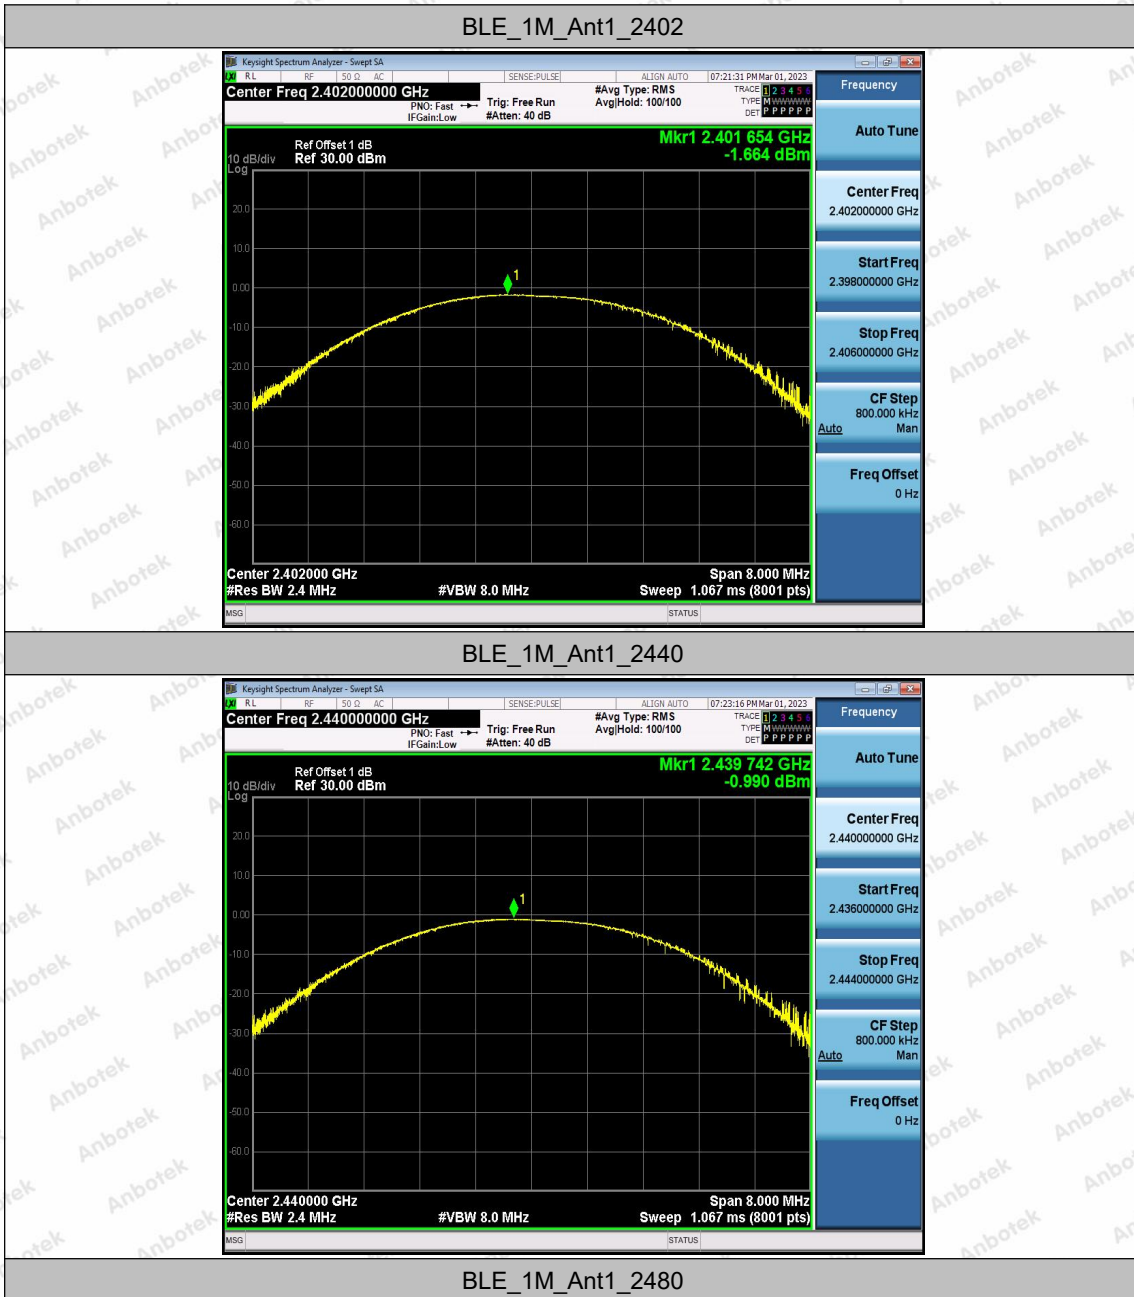 BLE_1M_Ant1_2402
Keysight Spectrum Analyzer - Swept SA
LXI RL RF 50 Ω AC SENSE:PULSE ALIGN AUTO 07:21:31 PM Mar 01, 2023
Center Freq 2.402000000 GHz
PNO: Fast
IFGain:Low
Trig: Free Run
#Atten: 40 dB
#Avg Type: RMS
Avg|Hold: 100/100
TRACE 1 2 3 4 5 6
TYPE M W W W W W
DET P P P P P P
Frequency
Auto Tune
Center Freq
2.402000000 GHz
Start Freq
2.398000000 GHz
Stop Freq
2.406000000 GHz
CF Step
800.000 kHz
Auto Man
Freq Offset
0 Hz
Mkr1 2.401 654 GHz
-1.664 dBm
Ref Offset 1 dB
10 dB/div Ref 30.00 dBm
Log
20.0
10.0
0.00
-10.0
-20.0
-30.0
-40.0
-50.0
-60.0
1
Center 2.402000 GHz Span 8.000 MHz
#Res BW 2.4 MHz #VBW 8.0 MHz Sweep 1.067 ms (8001 pts)
MSG STATUS
BLE_1M_Ant1_2440
Keysight Spectrum Analyzer - Swept SA
LXI RL RF 50 Ω AC SENSE:PULSE ALIGN AUTO 07:23:16 PM Mar 01, 2023
Center Freq 2.440000000 GHz
PNO: Fast
IFGain:Low
Trig: Free Run
#Atten: 40 dB
#Avg Type: RMS
Avg|Hold: 100/100
TRACE 1 2 3 4 5 6
TYPE M W W W W W
DET P P P P P P
Frequency
Auto Tune
Center Freq
2.440000000 GHz
Start Freq
2.436000000 GHz
Stop Freq
2.444000000 GHz
CF Step
800.000 kHz
Auto Man
Freq Offset
0 Hz
Mkr1 2.439 742 GHz
-0.990 dBm
Ref Offset 1 dB
10 dB/div Ref 30.00 dBm
Log
20.0
10.0
0.00
-10.0
-20.0
-30.0
-40.0
-50.0
-60.0
1
Center 2.440000 GHz Span 8.000 MHz
#Res BW 2.4 MHz #VBW 8.0 MHz Sweep 1.067 ms (8001 pts)
MSG STATUS
BLE_1M_Ant1_2480
Anbotek